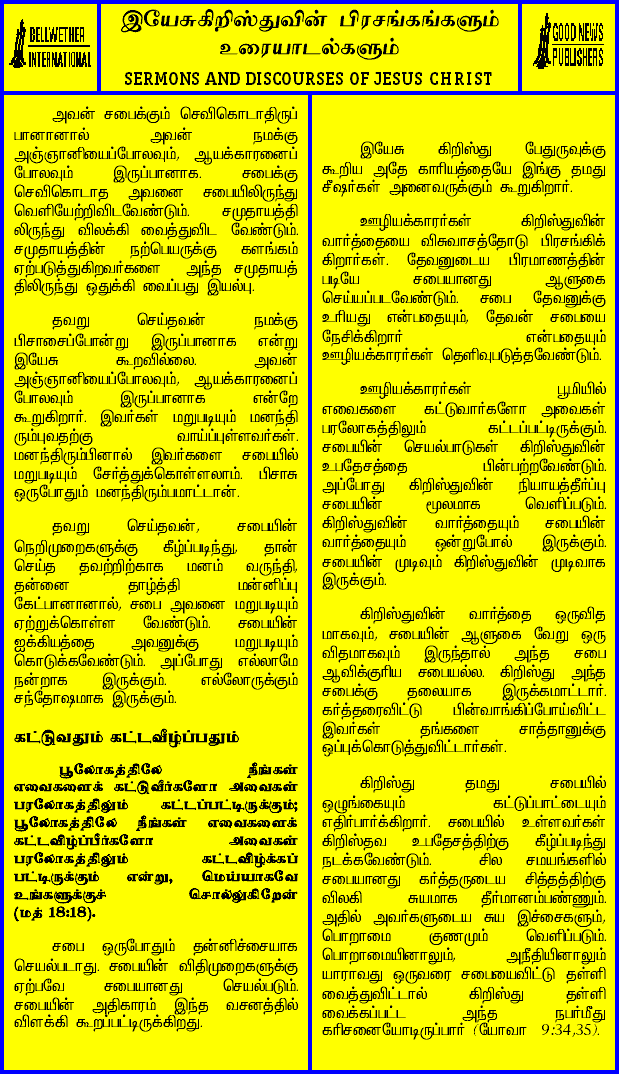 BELLWETHER
INTERNATIONAL
இயேசுகிறிஸ்துவின் பிரசங்கங்களும்
உரையாடல்களும்
SERMONS AND DISCOURSES OF JESUS CHRIST
GOOD NEWS
PUBLISHERS
அவன் சபைக்கும் செவிகொடாதிருப்
பானானால் அவன் நமக்கு
அஞ்ஞானியைப்போலவும், ஆயக்காரனைப்
போலவும் இருப்பானாக. சபைக்கு
செவிகொடாத அவனை சபையிலிருந்து
வெளியேற்றிவிடவேண்டும். சமுதாயத்தி
லிருந்து விலக்கி வைத்துவிட வேண்டும்.
சமுதாயத்தின் நற்பெயருக்கு களங்கம்
ஏற்படுத்துகிறவர்களை அந்த சமுதாயத்
திலிருந்து ஒதுக்கி வைப்பது இயல்பு.
தவறு செய்தவன் நமக்கு
பிசாசைப்போன்று இருப்பானாக என்று
இயேசு கூறவில்லை. அவன்
அஞ்ஞானியைப்போலவும், ஆயக்காரனைப்
போலவும் இருப்பானாக என்றே
கூறுகிறார். இவர்கள் மறுபடியும் மனந்தி
ரும்புவதற்கு வாய்ப்புள்ளவர்கள்.
மனந்திரும்பினால் இவர்களை சபையில்
மறுபடியும் சேர்த்துக்கொள்ளலாம். பிசாசு
ஒருபோதும் மனந்திரும்பமாட்டான்.
தவறு செய்தவன், சபையின்
நெறிமுறைகளுக்கு கீழ்ப்படிந்து, தான்
செய்த தவற்றிற்காக மனம் வருந்தி,
தன்னை தாழ்த்தி மன்னிப்பு
கேட்பானானால், சபை அவனை மறுபடியும்
ஏற்றுக்கொள்ள வேண்டும். சபையின்
ஐக்கியத்தை அவனுக்கு மறுபடியும்
கொடுக்கவேண்டும். அப்போது எல்லாமே
நன்றாக இருக்கும். எல்லோருக்கும்
சந்தோஷமாக இருக்கும்.
கட்டுவதும் கட்டவிழ்ப்பதும்
பூலோகத்திலே நீங்கள்
எவைகளைக் கட்டுவீர்களோ அவைகள்
பரலோகத்திலும் கட்டப்பட்டிருக்கும்;
பூலோகத்திலே நீங்கள் எவைகளைக்
கட்டவிழ்ப்பீர்களோ அவைகள்
பரலோகத்திலும் கட்டவிழ்க்கப்
பட்டிருக்கும் என்று, மெய்யாகவே
உங்களுக்குச் சொல்லுகிறேன்
(மத் 18:18).
சபை ஒருபோதும் தன்னிச்சையாக
செயல்படாது. சபையின் விதிமுறைகளுக்கு
ஏற்பவே சபையானது செயல்படும்.
சபையின் அதிகாரம் இந்த வசனத்தில்
விளக்கி கூறப்பட்டிருக்கிறது.
இயேசு கிறிஸ்து பேதுருவுக்கு
கூறிய அதே காரியத்தையே இங்கு தமது
சீஷர்கள் அனைவருக்கும் கூறுகிறார்.
ஊழியக்காரர்கள் கிறிஸ்துவின்
வார்த்தையை விசுவாசத்தோடு பிரசங்கிக்
கிறார்கள். தேவனுடைய பிரமாணத்தின்
படியே சபையானது ஆளுகை
செய்யப்படவேண்டும். சபை தேவனுக்கு
உரியது என்பதையும், தேவன் சபையை
நேசிக்கிறார் என்பதையும்
ஊழியக்காரர்கள் தெளிவுபடுத்தவேண்டும்.
ஊழியக்காரர்கள் பூமியில்
எவைகளை கட்டுவார்களோ அவைகள்
பரலோகத்திலும் கட்டப்பட்டிருக்கும்.
சபையின் செயல்பாடுகள் கிறிஸ்துவின்
உபதேசத்தை பின்பற்றவேண்டும்.
அப்போது கிறிஸ்துவின் நியாயத்தீர்ப்பு
சபையின் மூலமாக வெளிப்படும்.
கிறிஸ்துவின் வார்த்தையும் சபையின்
வார்த்தையும் ஒன்றுபோல் இருக்கும்.
சபையின் முடிவும் கிறிஸ்துவின் முடிவாக
இருக்கும்.
கிறிஸ்துவின் வார்த்தை ஒருவித
மாகவும், சபையின் ஆளுகை வேறு ஒரு
விதமாகவும் இருந்தால் அந்த சபை
ஆவிக்குரிய சபையல்ல. கிறிஸ்து அந்த
சபைக்கு தலையாக இருக்கமாட்டார்.
கர்த்தரைவிட்டு பின்வாங்கிப்போய்விட்ட
இவர்கள் தங்களை சாத்தானுக்கு
ஒப்புக்கொடுத்துவிட்டார்கள்.
கிறிஸ்து தமது சபையில்
ஒழுங்கையும் கட்டுப்பாட்டையும்
எதிர்பார்க்கிறார். சபையில் உள்ளவர்கள்
கிறிஸ்தவ உபதேசத்திற்கு கீழ்ப்படிந்து
நடக்கவேண்டும். சில சமயங்களில்
சபையானது கர்த்தருடைய சித்தத்திற்கு
விலகி சுயமாக தீர்மானம்பண்ணும்.
அதில் அவர்களுடைய சுய இச்சைகளும்,
பொறாமை குணமும் வெளிப்படும்.
பொறாமையினாலும், அநீதியினாலும்
யாராவது ஒருவரை சபையைவிட்டு தள்ளி
வைத்துவிட்டால் கிறிஸ்து தள்ளி
வைக்கப்பட்ட அந்த நபர்மீது
கரிசனையோடிருப்பார் (யோவா 9:34,35).